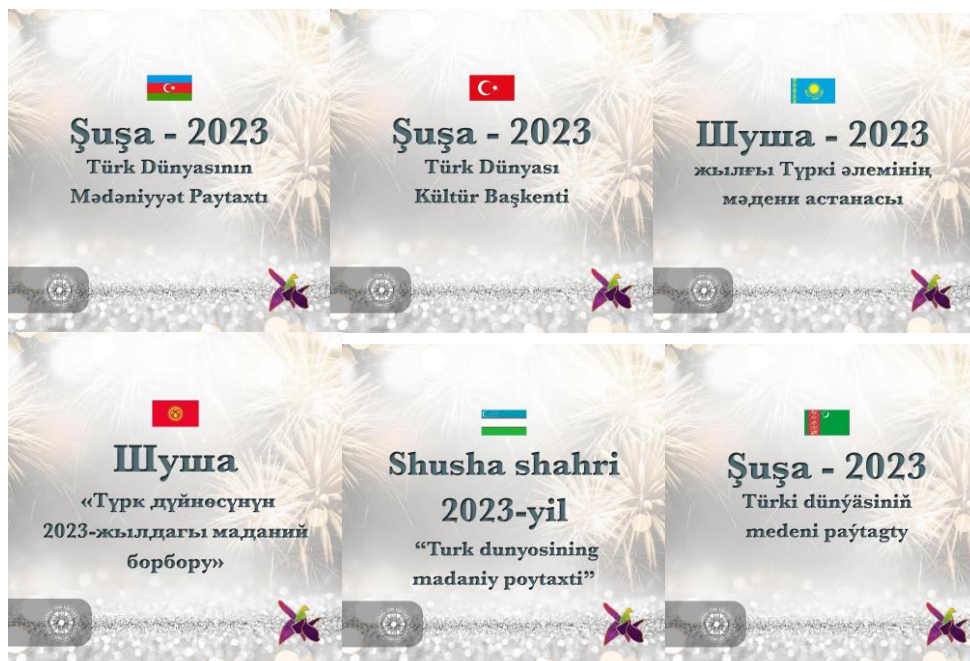 Şuşa - 2023
Türk Dünyasının
Mədəniyyət Paytaxtı
Şuşa - 2023
Türk Dünyası
Kültür Başkenti
Шуша - 2023
жылғы Түркі әлемінің
мәдени астанасы
Шуша
«Түрк дүйнөсүнүн
2023-жылдагы маданий
борбору»
Shusha shahri
2023-yil
“Turk dunyosining
madaniy poytaxti”
Şuşa - 2023
Türki dünýäsiniň
medeni paýtagty